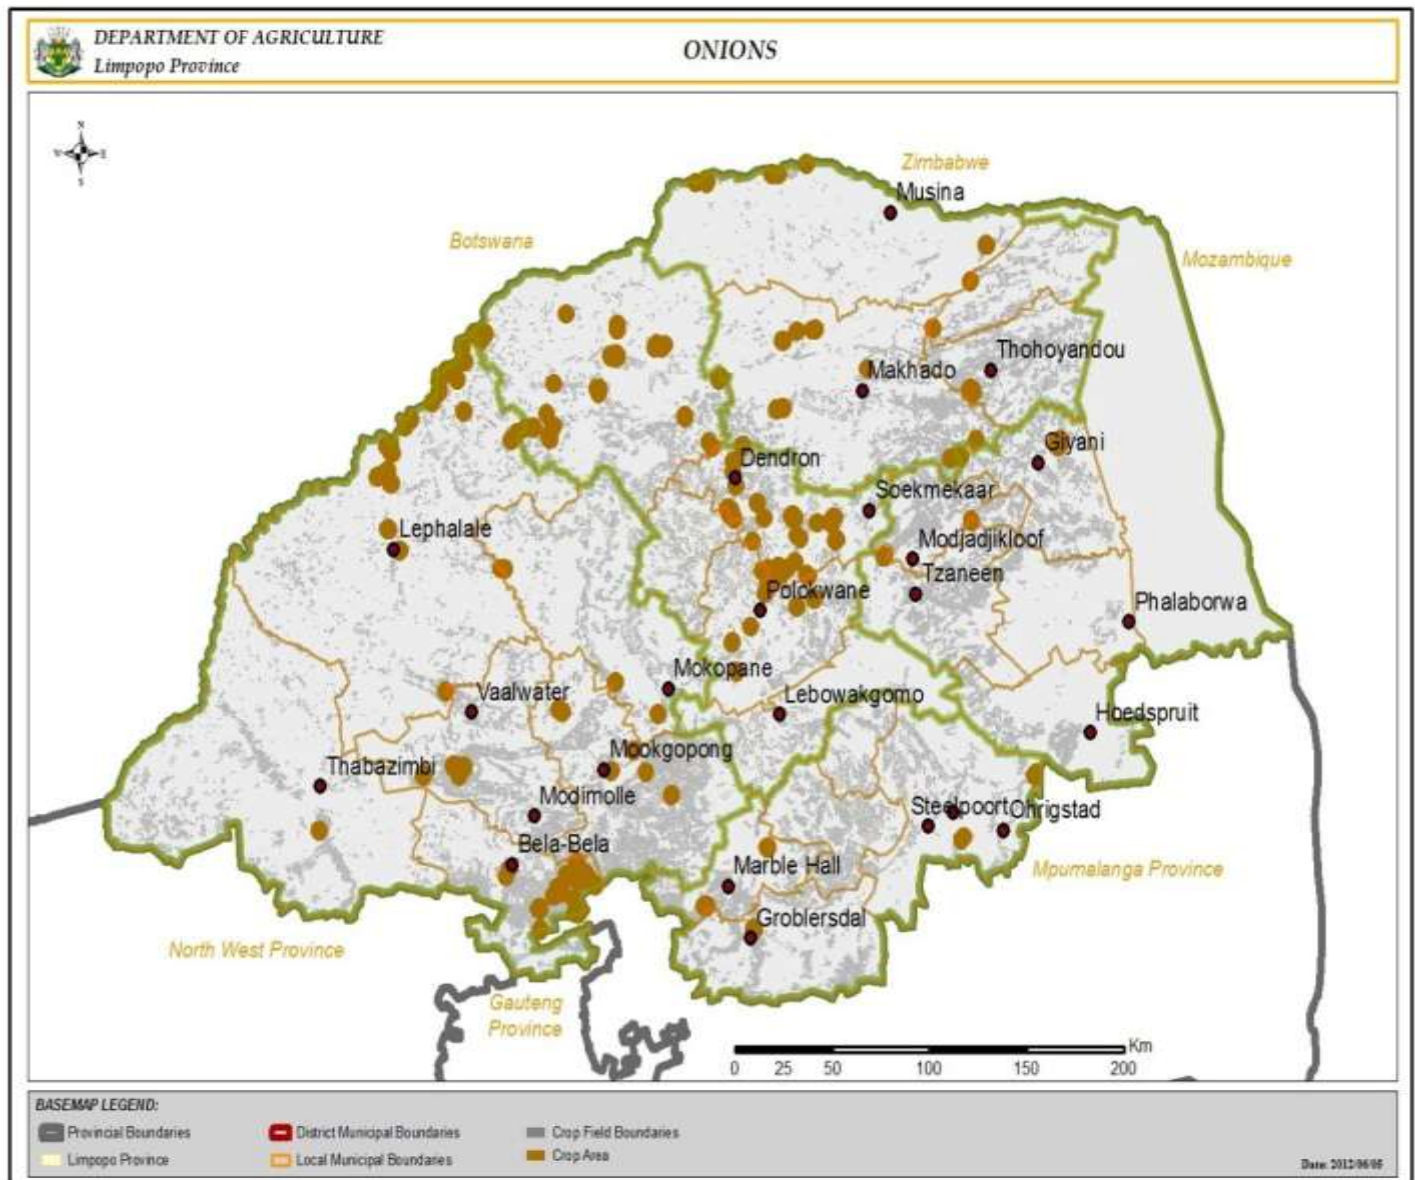 DEPARTMENT OF AGRICULTURE
Limpopo Province
ONIONS
N
W
E
S
Zimbabwe
Musina
Botswana
Mozambique
Thohoyandou
Makhado
Giyani
Dendron
Soekmekaar
Lephalale
Modjadjikloof
Tzaneen
Polokwane
Phalaborwa
Mokopane
Vaalwater
Lebowakgomo
Hoedspruit
Mookgopong
Thabazimbi
Modimolle
Steelpoort
Ohrigstad
Bela-Bela
Marble Hall
Mpumalanga Province
Groblersdal
North West Province
Gauteng
Province
Km
0 25 50 100 150 200
BASEMAP LEGEND:
Provincial Boundaries
District Municipal Boundaries
Crop Field Boundaries
Limpopo Province
Local Municipal Boundaries
Crop Area
Date: 2012/06/05